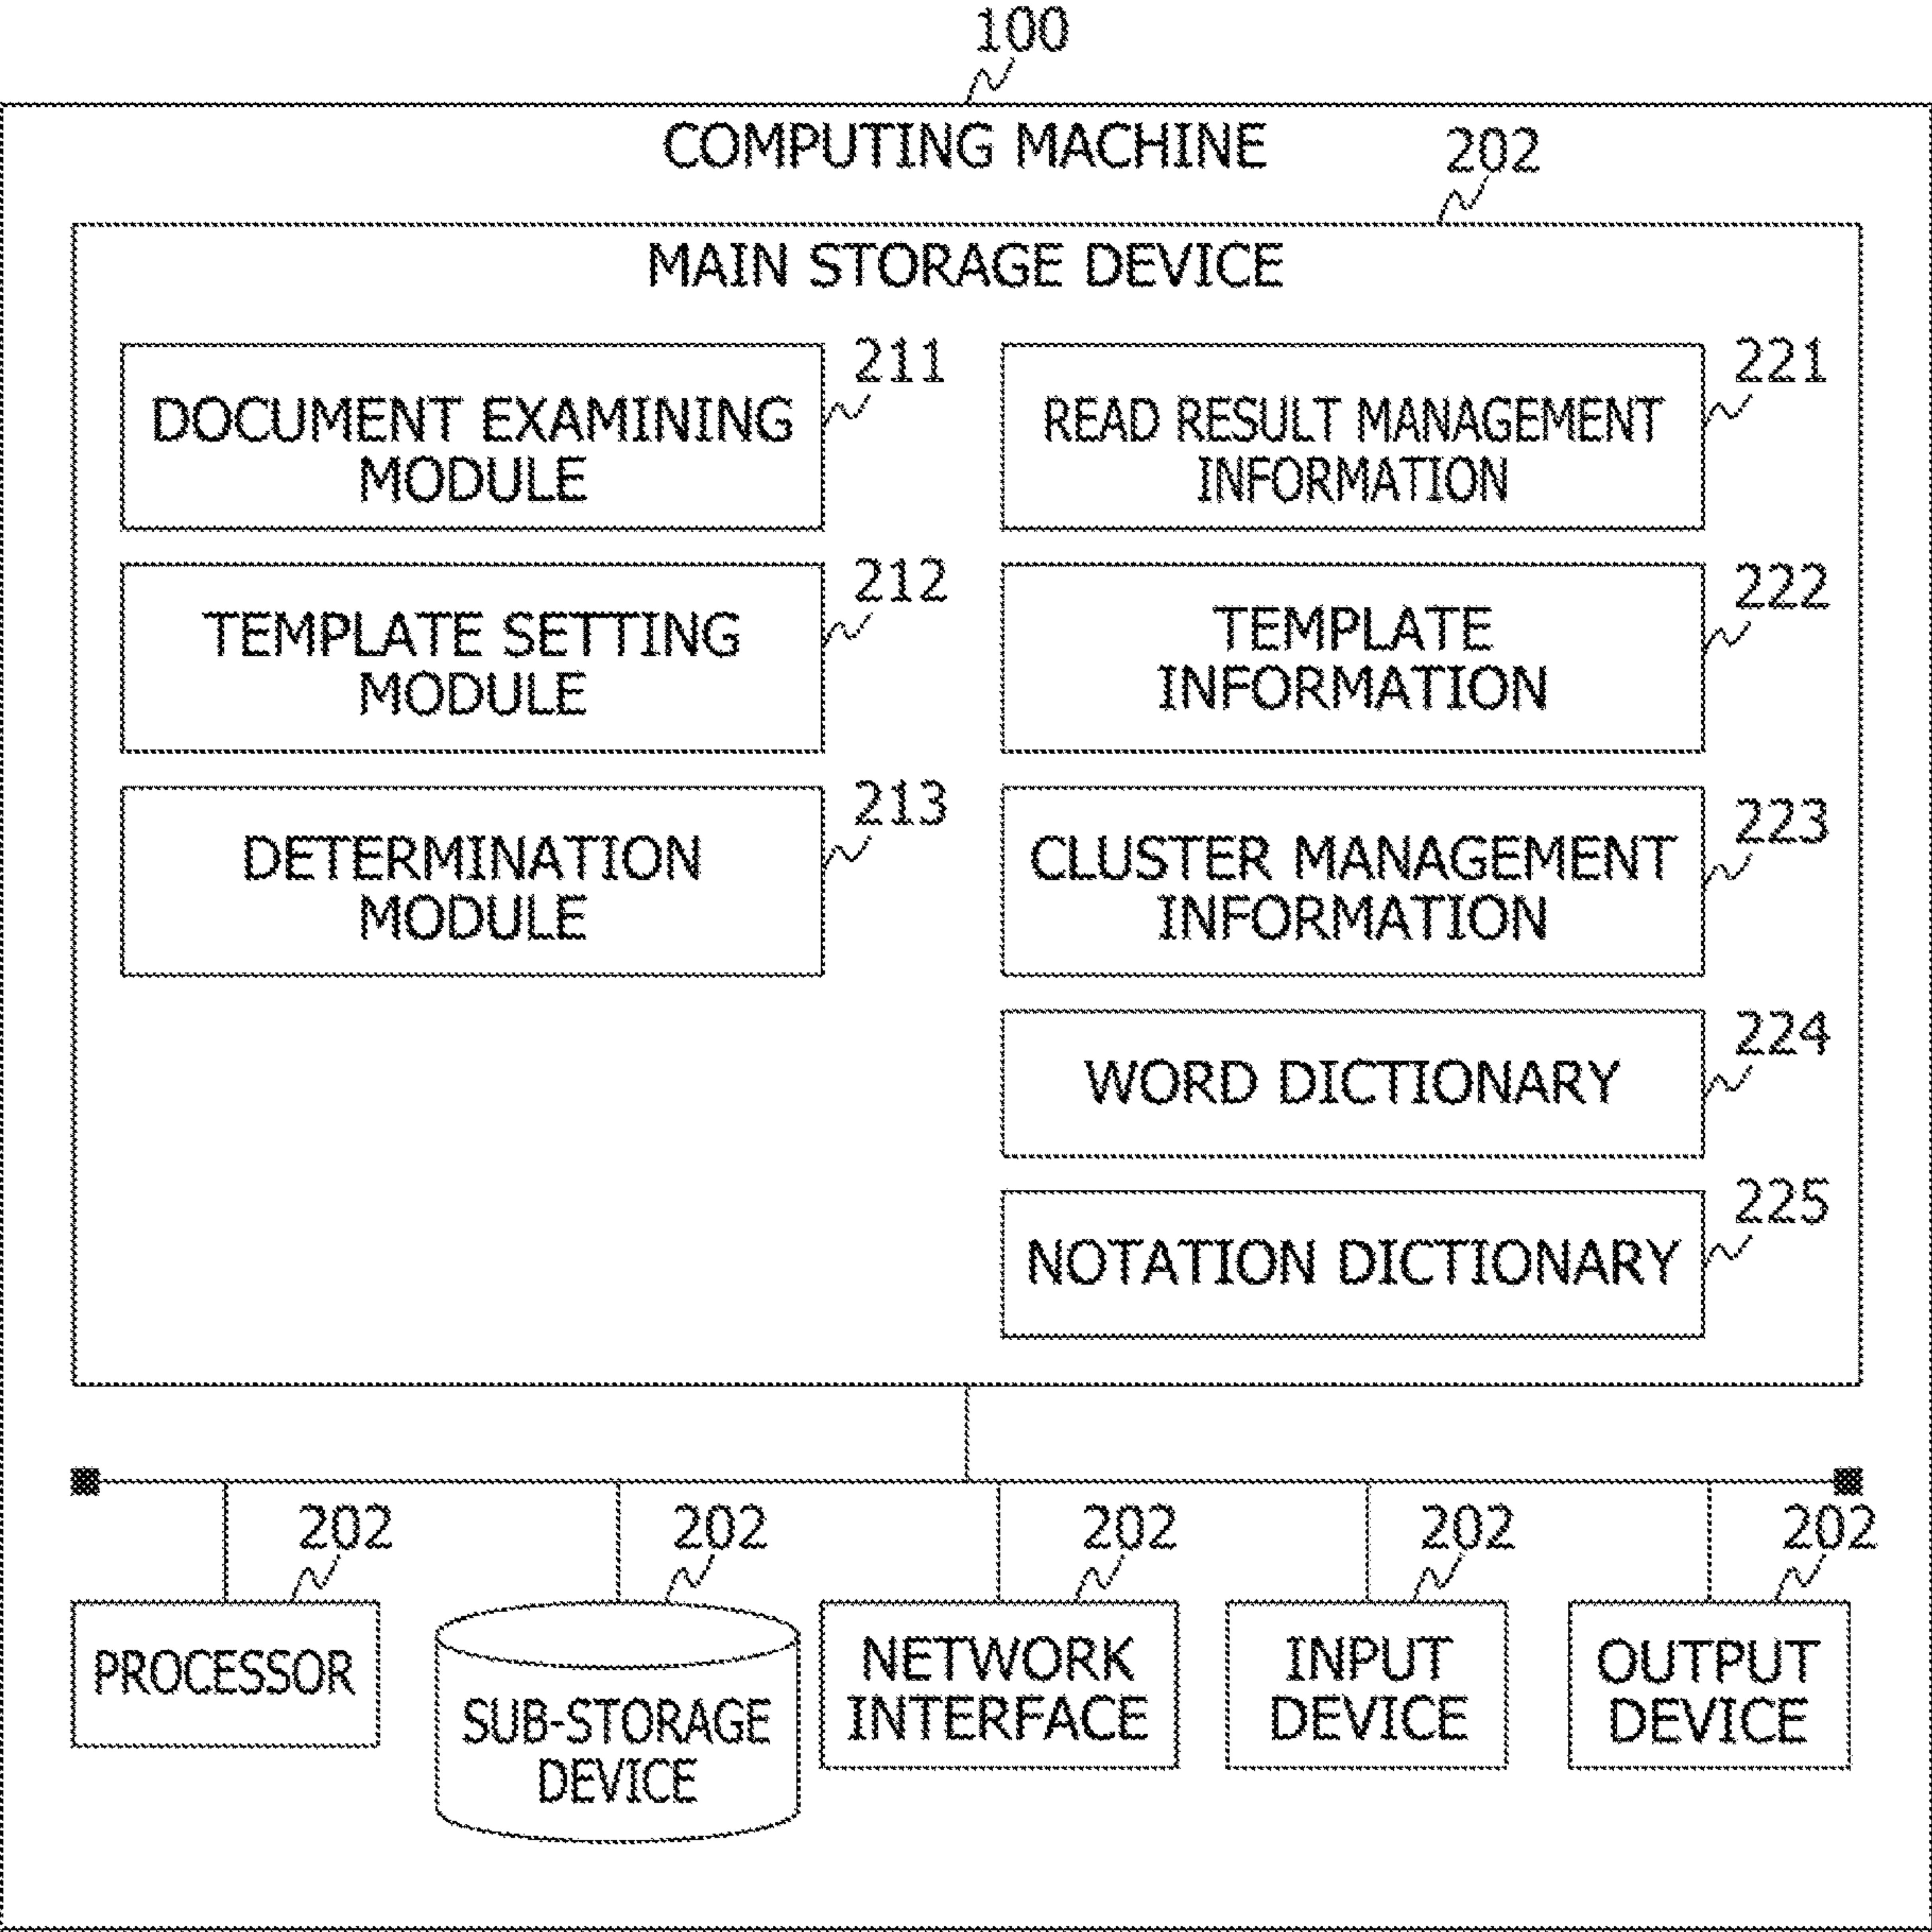 100
COMPUTING MACHINE
202
MAIN STORAGE DEVICE
211
DOCUMENT EXAMINING
MODULE
221
READ RESULT MANAGEMENT
INFORMATION
212
TEMPLATE SETTING
MODULE
222
TEMPLATE
INFORMATION
213
DETERMINATION
MODULE
223
CLUSTER MANAGEMENT
INFORMATION
224
WORD DICTIONARY
225
NOTATION DICTIONARY
202
PROCESSOR
202
SUB-STORAGE
DEVICE
202
NETWORK
INTERFACE
202
INPUT
DEVICE
202
OUTPUT
DEVICE